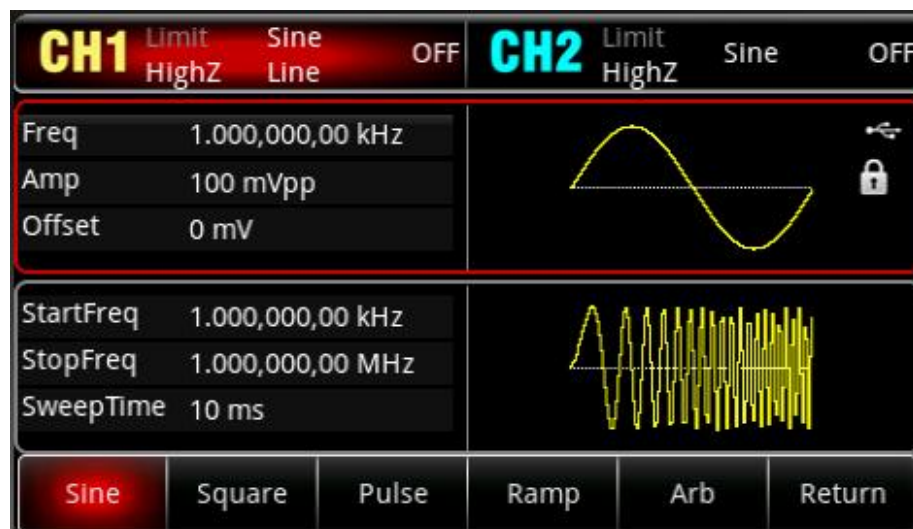 CH1 Limit Sine OFF CH2 Limit Sine OFF
HighZ Line HighZ
Freq 1.000,000,00 kHz
Amp 100 mVpp
Offset 0 mV
StartFreq 1.000,000,00 kHz
StopFreq 1.000,000,00 MHz
SweepTime 10 ms
Sine Square Pulse Ramp Arb Return